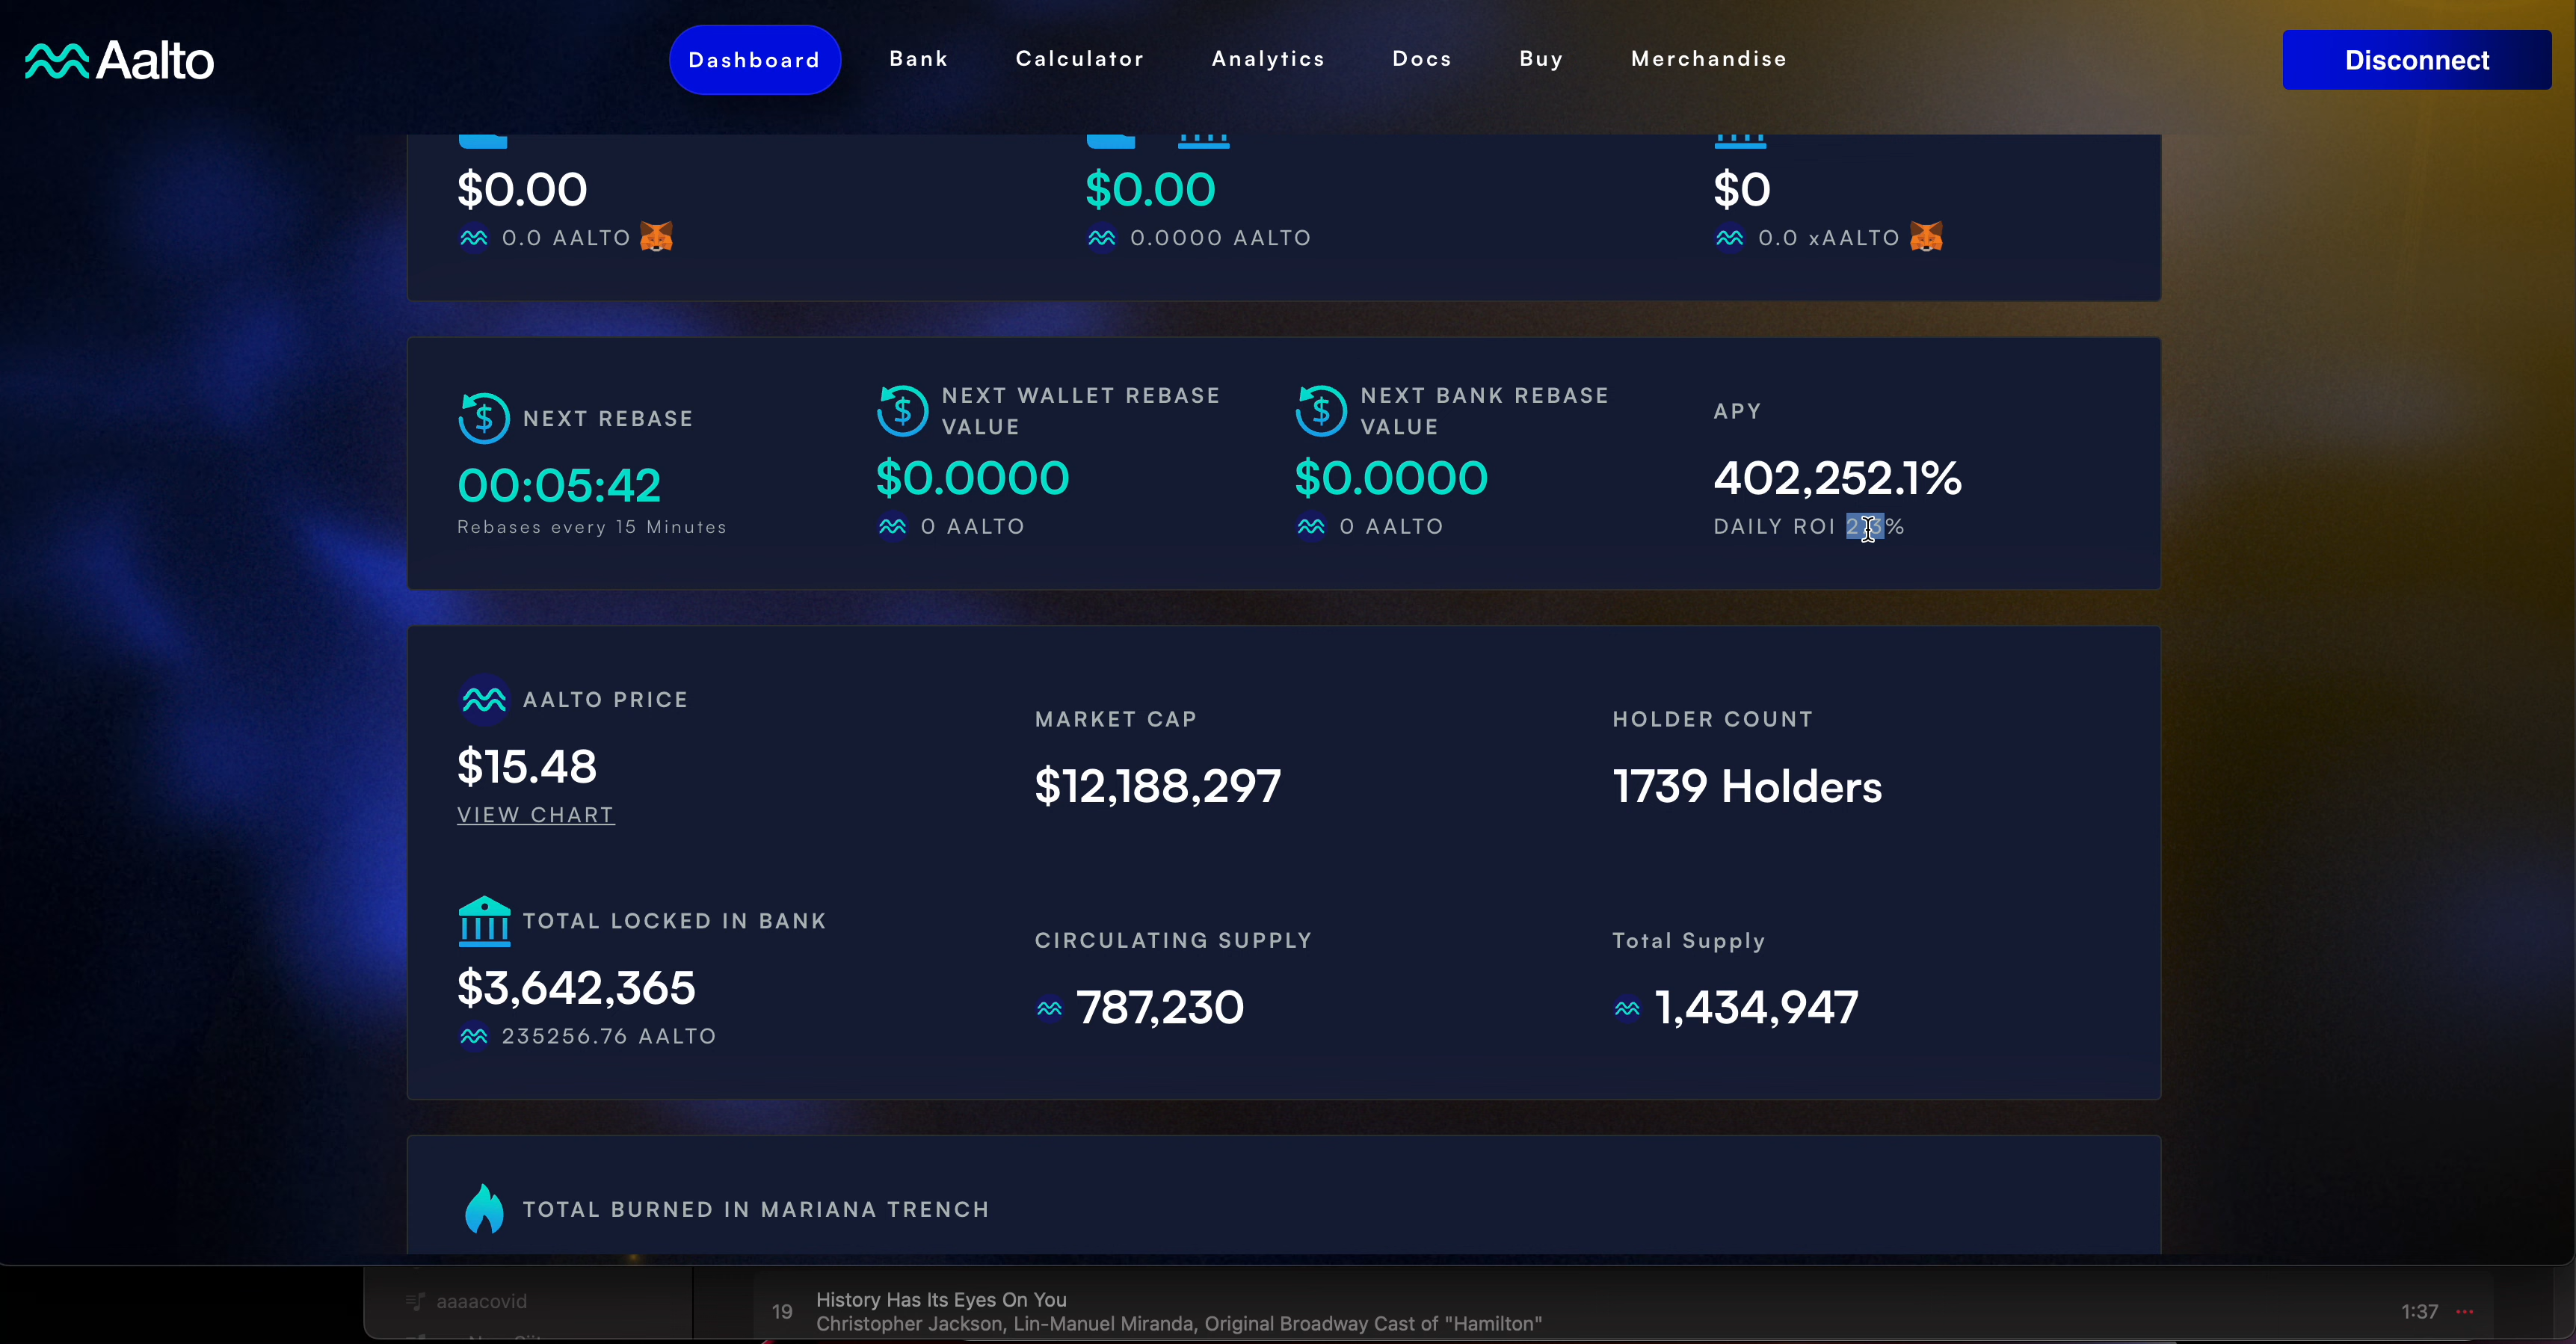 Aalto
Dashboard
Bank
Calculator
Analytics
Docs
Buy
Merchandise
Disconnect
$0.00
0.0 AALTO
$0.00
0.0000 AALTO
$0
0.0 xAALTO
NEXT REBASE
00:05:42
Rebases every 15 Minutes
NEXT WALLET REBASE
VALUE
$0.0000
0 AALTO
NEXT BANK REBASE
VALUE
$0.0000
0 AALTO
APY
402,252.1%
DAILY ROI
AALTO PRICE
$15.48
VIEW CHART
MARKET CAP
$12,188,297
HOLDER COUNT
1739 Holders
TOTAL LOCKED IN BANK
$3,642,365
235256.76 AALTO
CIRCULATING SUPPLY
787,230
Total Supply
1,434,947
TOTAL BURNED IN MARIANA TRENCH
aaaacovid
19
History Has Its Eyes On You
Christopher Jackson, Lin-Manuel Miranda, Original Broadway Cast of "Hamilton"
1:37